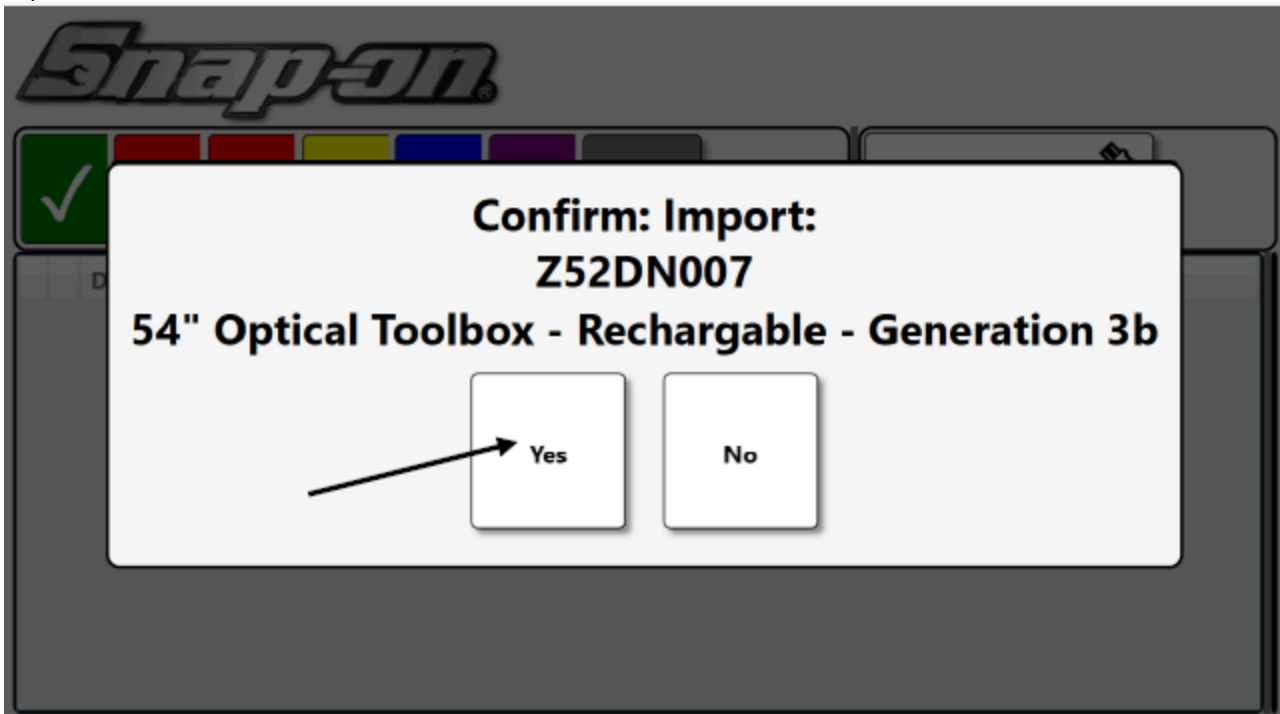 Snap-on
Confirm: Import:
Z52DN007
54" Optical Toolbox - Rechargable - Generation 3b
Yes
No
D